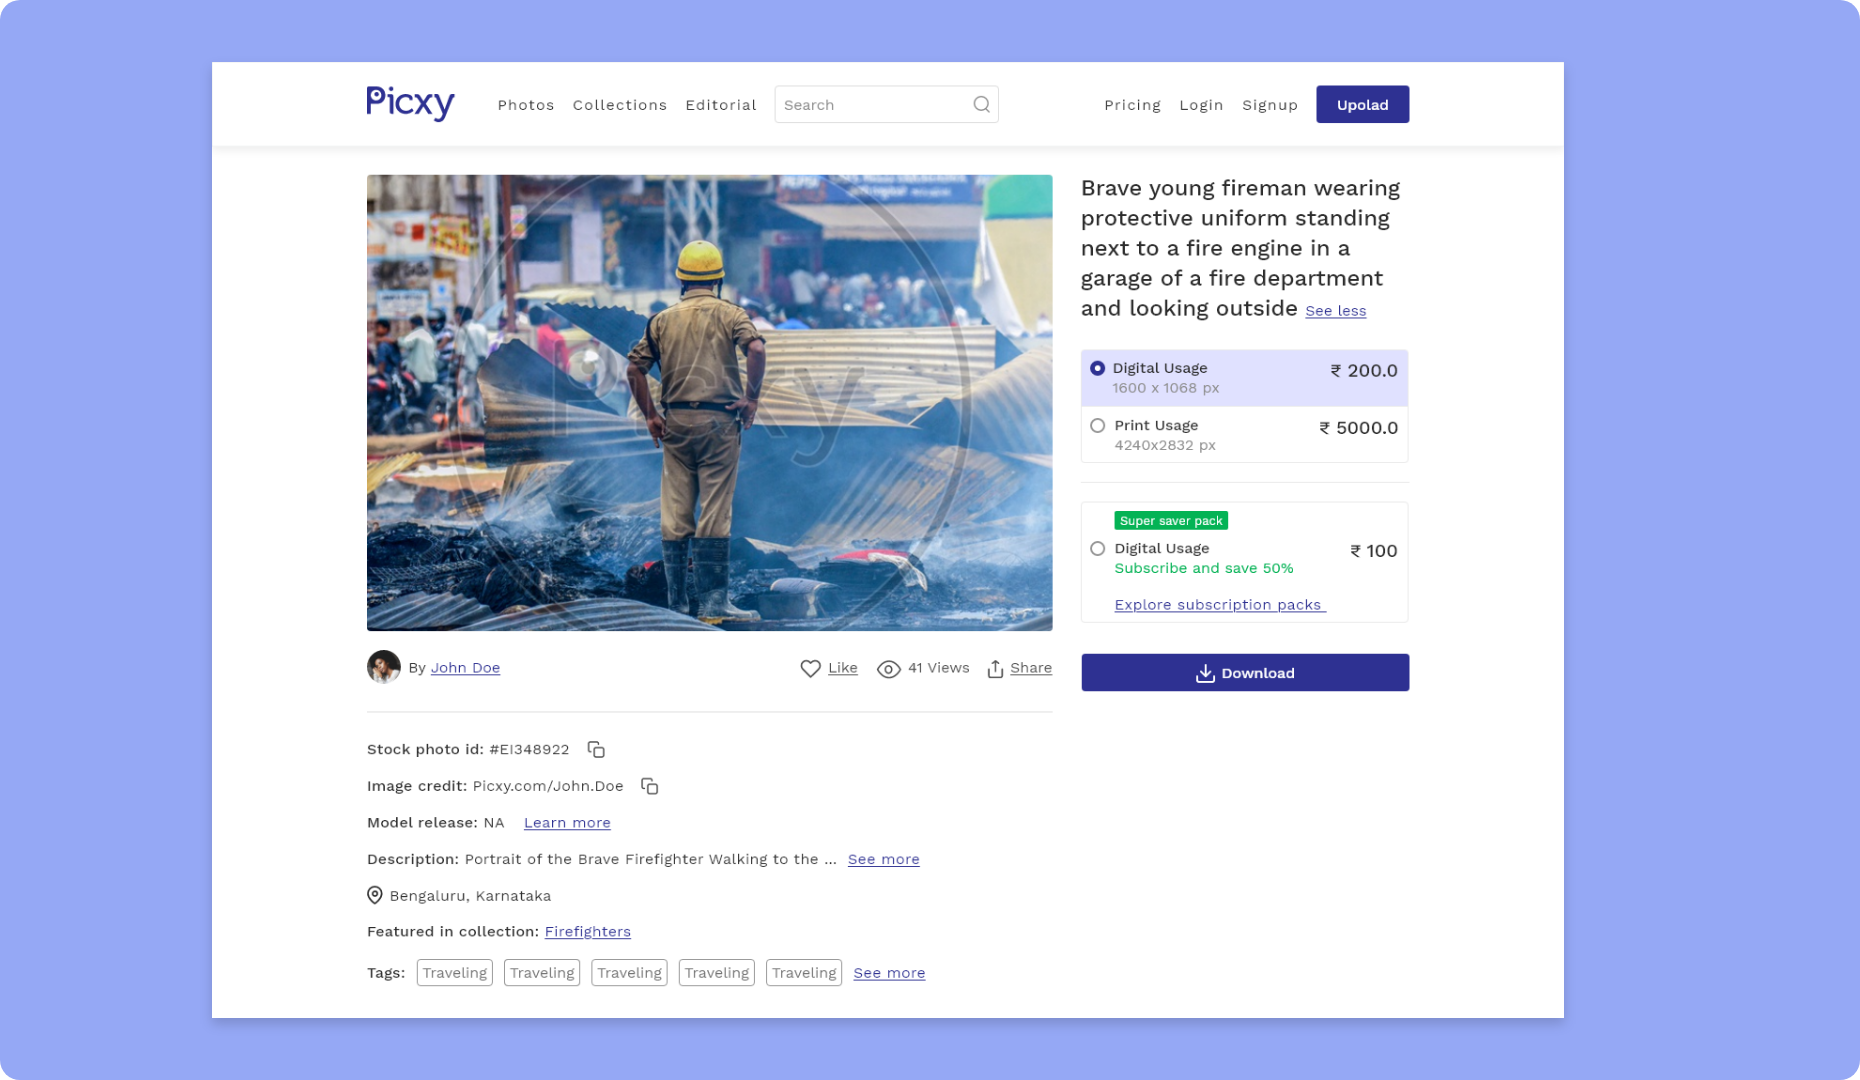 Picxy
Photos Collections Editorial Search Pricing Login Signup Upolad
Picxy
Brave young fireman wearing
protective uniform standing
next to a fire engine in a
garage of a fire department
and looking outside See less
Digital Usage ₹ 200.0
1600 x 1068 px
Print Usage ₹ 5000.0
4240x2832 px
Super saver pack
Digital Usage ₹ 100
Subscribe and save 50%
Explore subscription packs
Download
By John Doe Like 41 Views Share
Stock photo id: #EI348922
Image credit: Picxy.com/John.Doe
Model release: NA Learn more
Description: Portrait of the Brave Firefighter Walking to the ... See more
Bengaluru, Karnataka
Featured in collection: Firefighters
Tags: Traveling Traveling Traveling Traveling Traveling See more